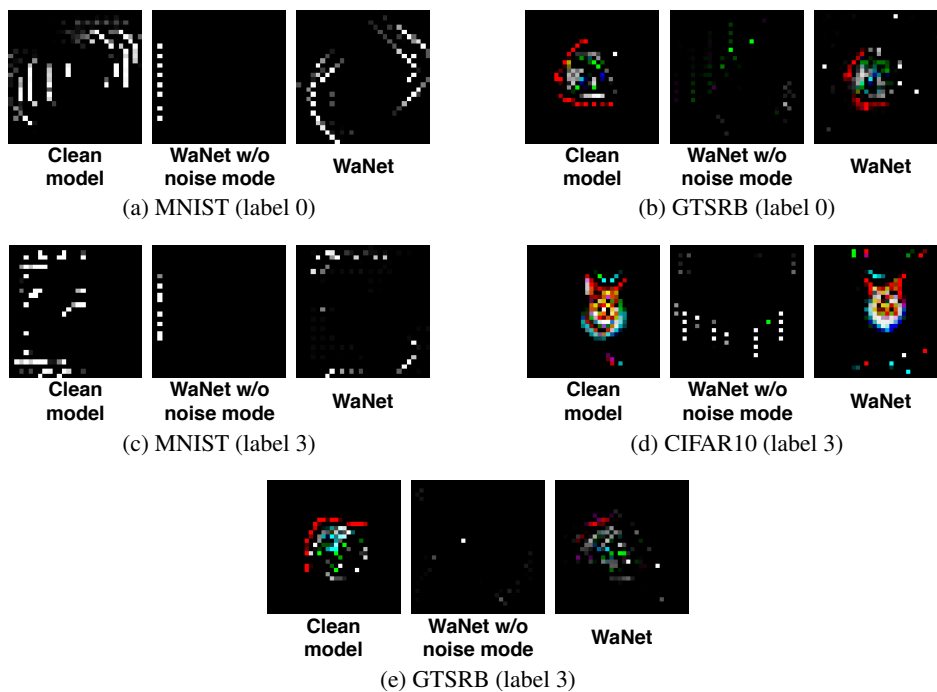 Clean
model
WaNet w/o
noise mode
WaNet
(a) MNIST (label 0)
Clean
model
WaNet w/o
noise mode
WaNet
(b) GTSRB (label 0)
Clean
model
WaNet w/o
noise mode
WaNet
(c) MNIST (label 3)
Clean
model
WaNet w/o
noise mode
WaNet
(d) CIFAR10 (label 3)
Clean
model
WaNet w/o
noise mode
WaNet
(e) GTSRB (label 3)